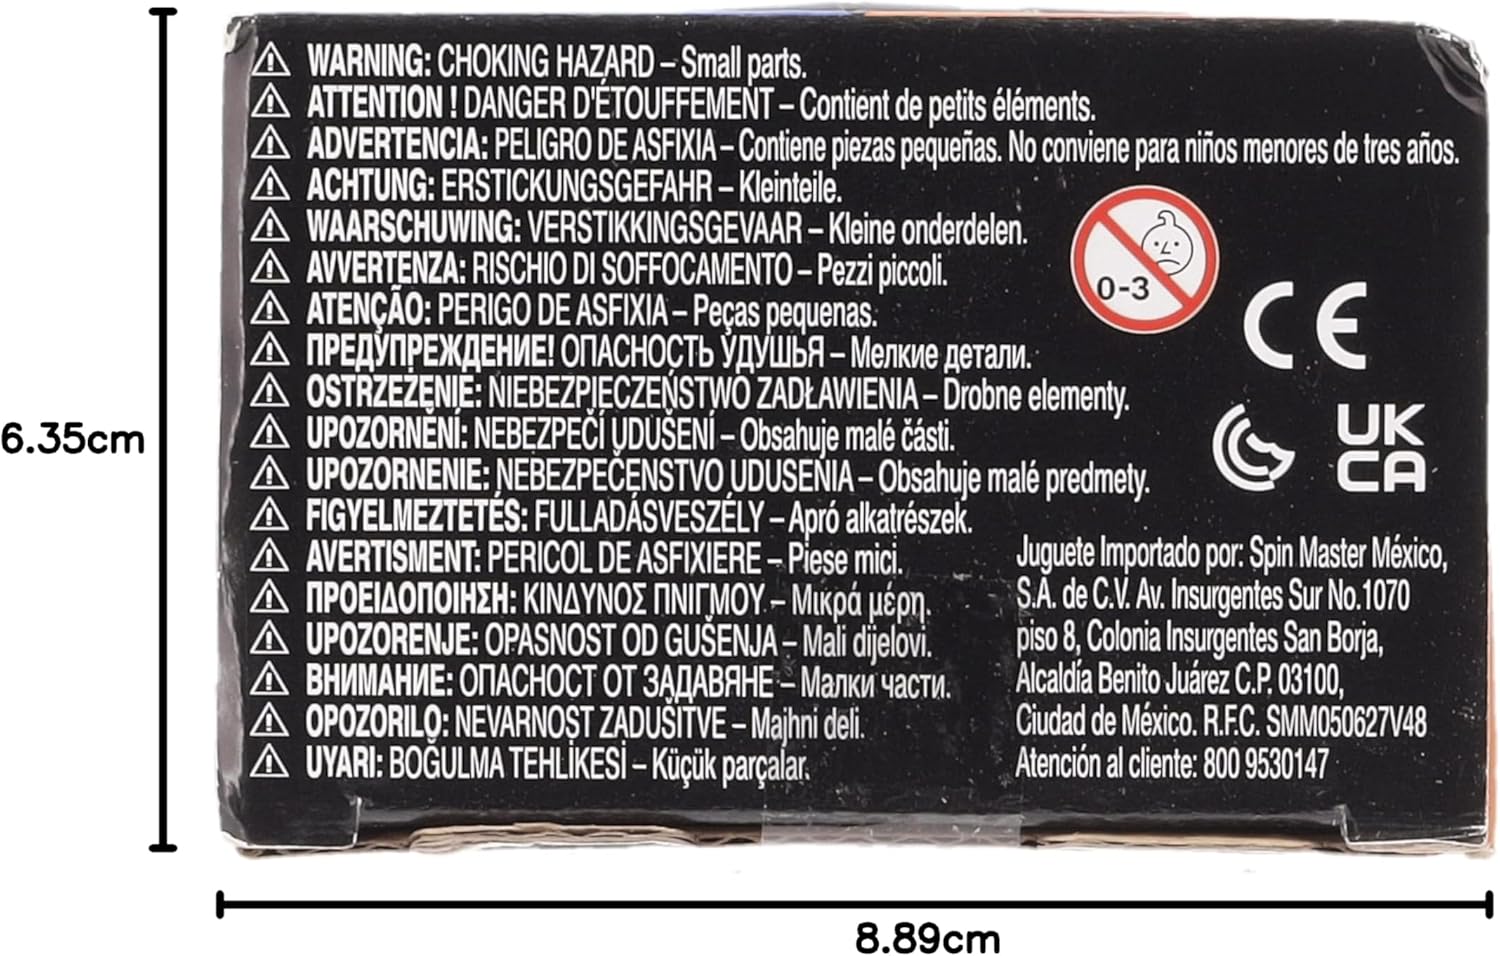 WARNING: CHOKING HAZARD – Small parts.
ATTENTION ! DANGER D'ÉTOUFFEMENT – Contient de petits éléments.
ADVERTENCIA: PELIGRO DE ASFIXIA – Contiene piezas pequeñas. No conviene para niños menores de tres años.
ACHTUNG: ERSTICKUNGSGEFAHR – Kleinteile.
WAARSCHUWING: VERSTIKKINGSGEVAAR – Kleine onderdelen.
AVVERTENZA: RISCHIO DI SOFFOCAMENTO – Pezzi piccoli.
ATENÇÃO: PERIGO DE ASFIXIA – Peças pequenas.
ПРЕДУПРЕЖДЕНИЕ! ОПАСНОСТЬ УДУШЬЯ – Мелкие детали.
OSTRZEŻENIE: NIEBEZPIECZEŃSTWO ZADŁAWIENIA – Drobne elementy.
UPOZORNĚNÍ: NEBEZPEČÍ UDUŠENÍ – Obsahuje malé části.
UPOZORNENIE: NEBEZPEČENSTVO UDUSENIA – Obsahuje malé predmety.
FIGYELMEZTETÉS: FULLADÁSVESZÉLY – Apró alkatrészek.
AVERTISMENT: PERICOL DE ASFIXIERE – Piese mici.
ΠΡΟΕΙΔΟΠΟΙΗΣΗ: ΚΙΝΔΥΝΟΣ ΠΝΙΓΜΟΥ – Μικρά μέρη.
UPOZORENJE: OPASNOST OD GUŠENJA – Mali dijelovi.
ВНИМАНИЕ: ОПАСНОСТ ОТ ЗАДАВЯНЕ – Малки части.
OPOZORILO: NEVARNOST ZADUŠITVE – Majhni deli.
UYARI: BOĞULMA TEHLİKESİ – Küçük parçalar.
0-3
CE
UK
CA
Juguete Importado por: Spin Master México,
S.A. de C.V. Av. Insurgentes Sur No.1070
piso 8, Colonia Insurgentes San Borja,
Alcaldía Benito Juárez C.P. 03100,
Ciudad de México. R.F.C. SMM050627V48
Atención al cliente: 800 9530147
6.35cm
8.89cm